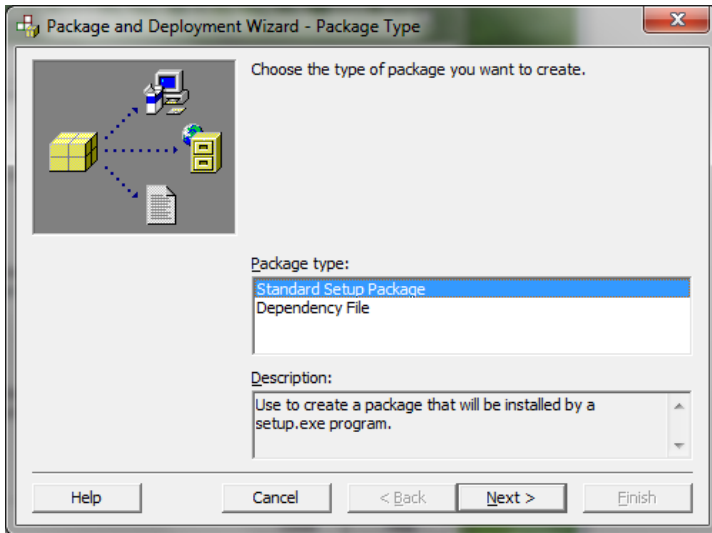 Package and Deployment Wizard - Package Type
Choose the type of package you want to create.
Package type:
Standard Setup Package
Dependency File
Description:
Use to create a package that will be installed by a
setup.exe program.
Help
Cancel
< Back
Next >
Finish